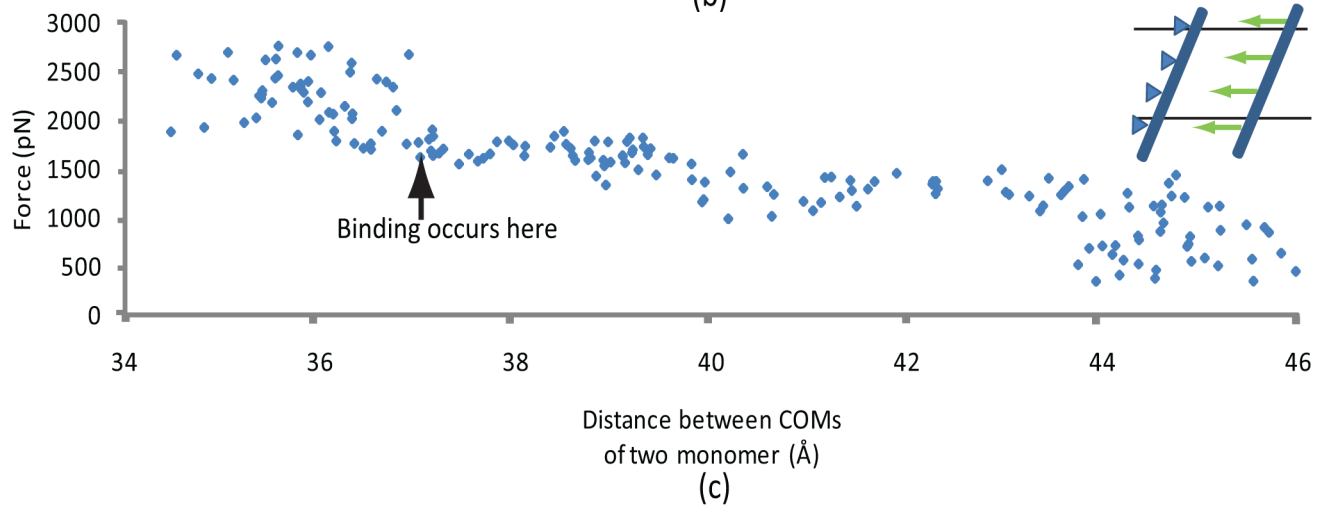 (b)
3000
2500
2000
1500
1000
500
0
Force (pN)
Binding occurs here
34 36 38 40 42 44 46
Distance between COMs
of two monomer (Å)
(c)